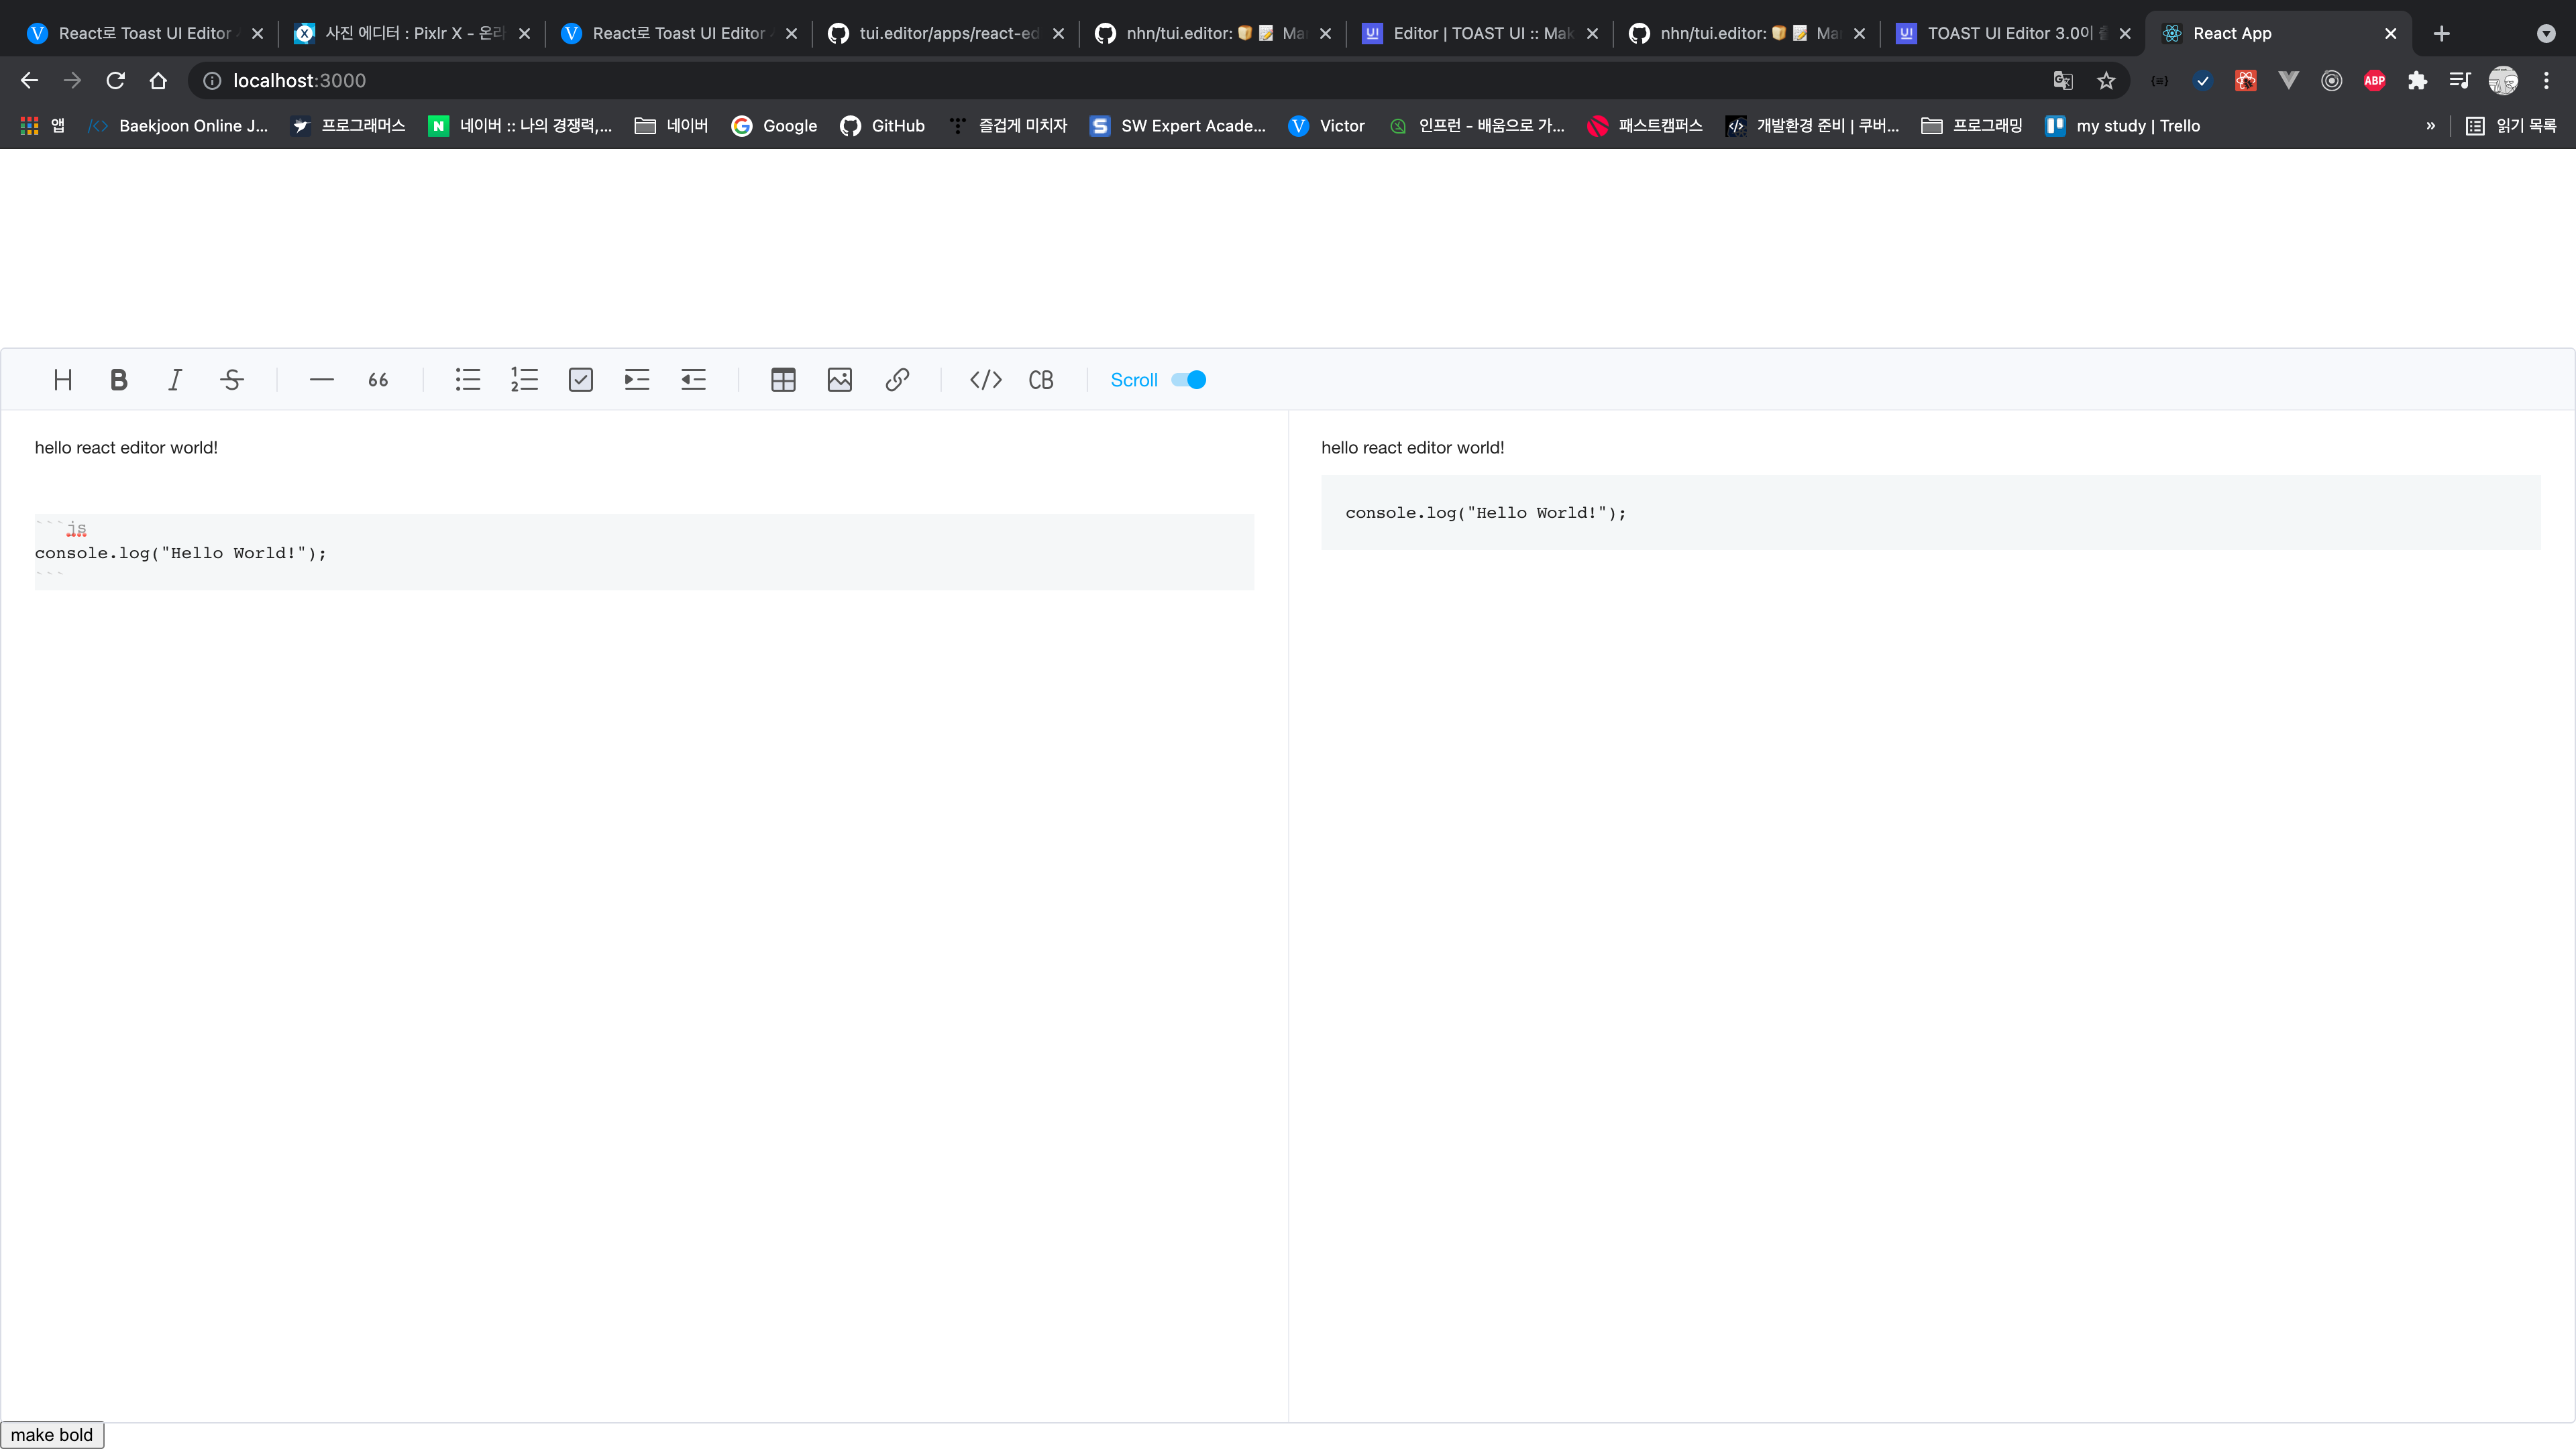 React로 Toast UI Editor
사진 에디터 : Pixlr X - 온라
React로 Toast UI Editor
tui.editor/apps/react-ed
nhn/tui.editor: 🍞 📝 Ma
Editor | TOAST UI :: Mak
nhn/tui.editor: 🍞 📝 Ma
TOAST UI Editor 3.0이
React App
localhost:3000
ABP
앱
Baekjoon Online J...
프로그래머스
네이버 :: 나의 경쟁력,...
네이버
Google
GitHub
즐겁게 미치자
SW Expert Acade...
Victor
인프런 - 배움으로 가...
패스트캠퍼스
개발환경 준비 | 쿠버...
프로그래밍
my study | Trello
»
읽기 목록
H B I S 66 </> CB Scroll
hello react editor world!
```js
console.log("Hello World!");
```
hello react editor world!
console.log("Hello World!");
make bold